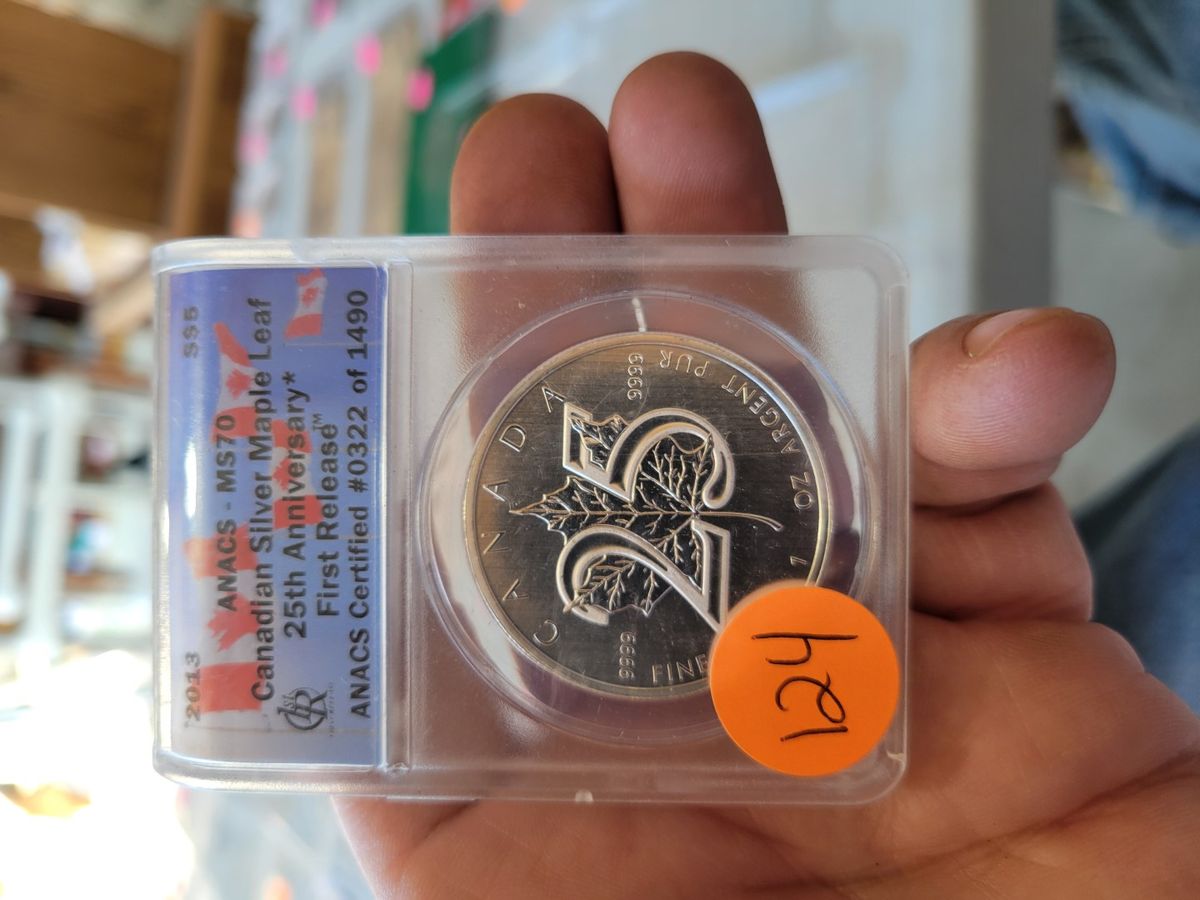 2013 ANACS - MS70 S$5
Canadian Silver Maple Leaf
25th Anniversary*
First Release™
ANACS Certified #0322 of 1490
CANADA
9999 9999
25
FINE
1 OZ ARGENT PUR
124